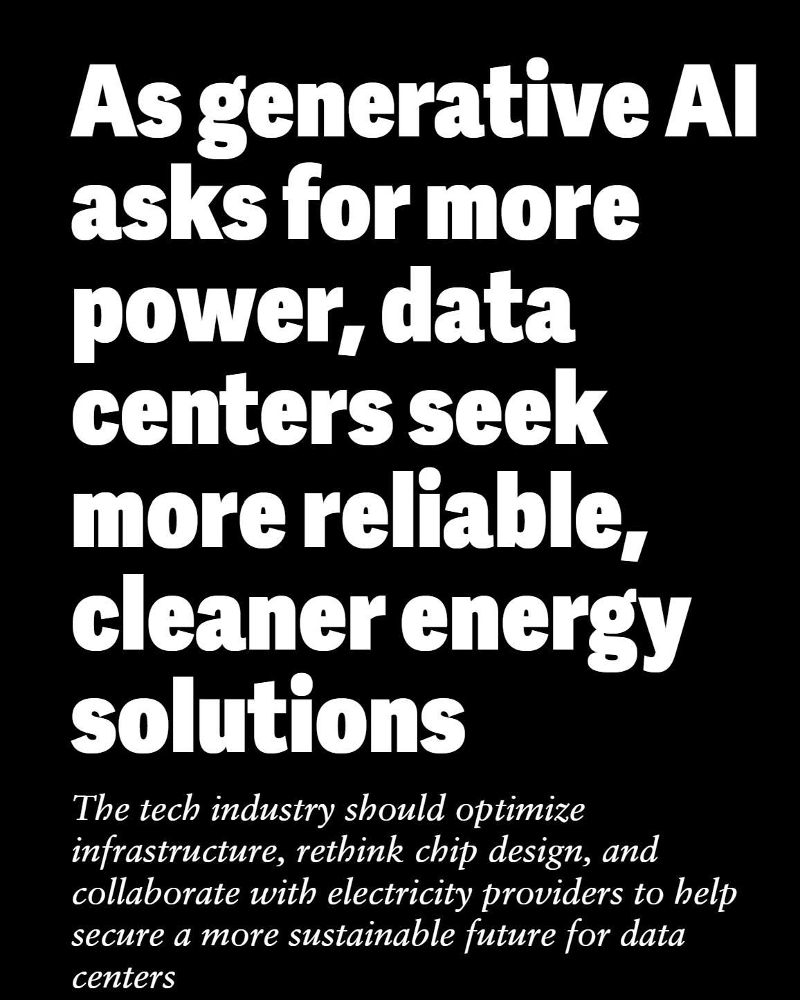 As generative AI
asks for more
power, data
centers seek
more reliable,
cleaner energy
solutions
The tech industry should optimize
infrastructure, rethink chip design, and
collaborate with electricity providers to help
secure a more sustainable future for data
centers